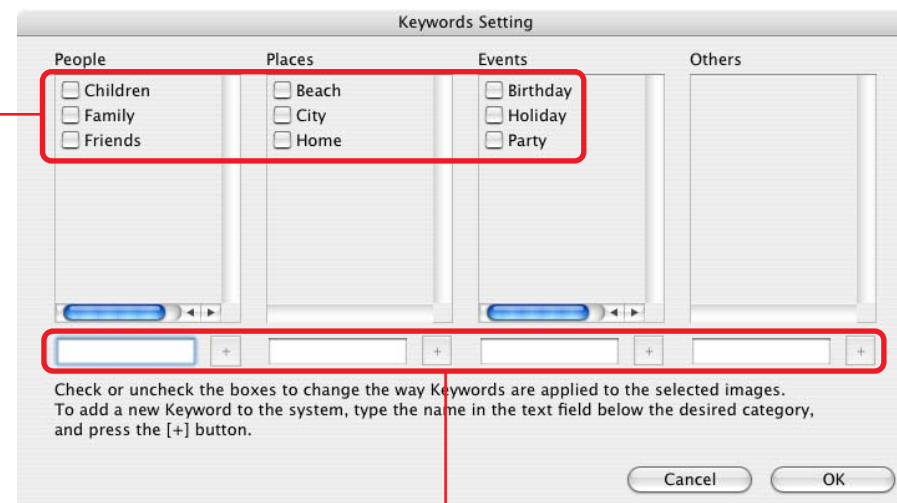 Keywords Setting
People Places Events Others
Children Beach Birthday
Family City Holiday
Friends Home Party
+ + + +
Check or uncheck the boxes to change the way Keywords are applied to the selected images.
To add a new Keyword to the system, type the name in the text field below the desired category,
and press the [+] button.
Cancel OK